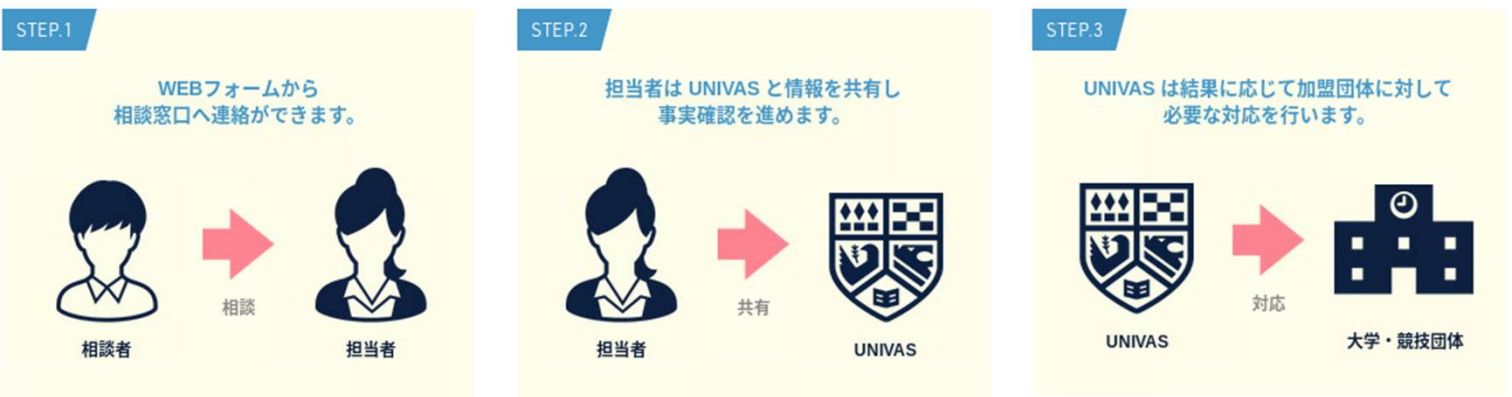 STEP.1
WEBフォームから
相談窓口へ連絡ができます。
相談
相談者
担当者
STEP.2
担当者は UNIVAS と情報を共有し
事実確認を進めます。
共有
担当者
UNIVAS
STEP.3
UNIVAS は結果に応じて加盟団体に対して
必要な対応を行います。
対応
UNIVAS
大学・競技団体